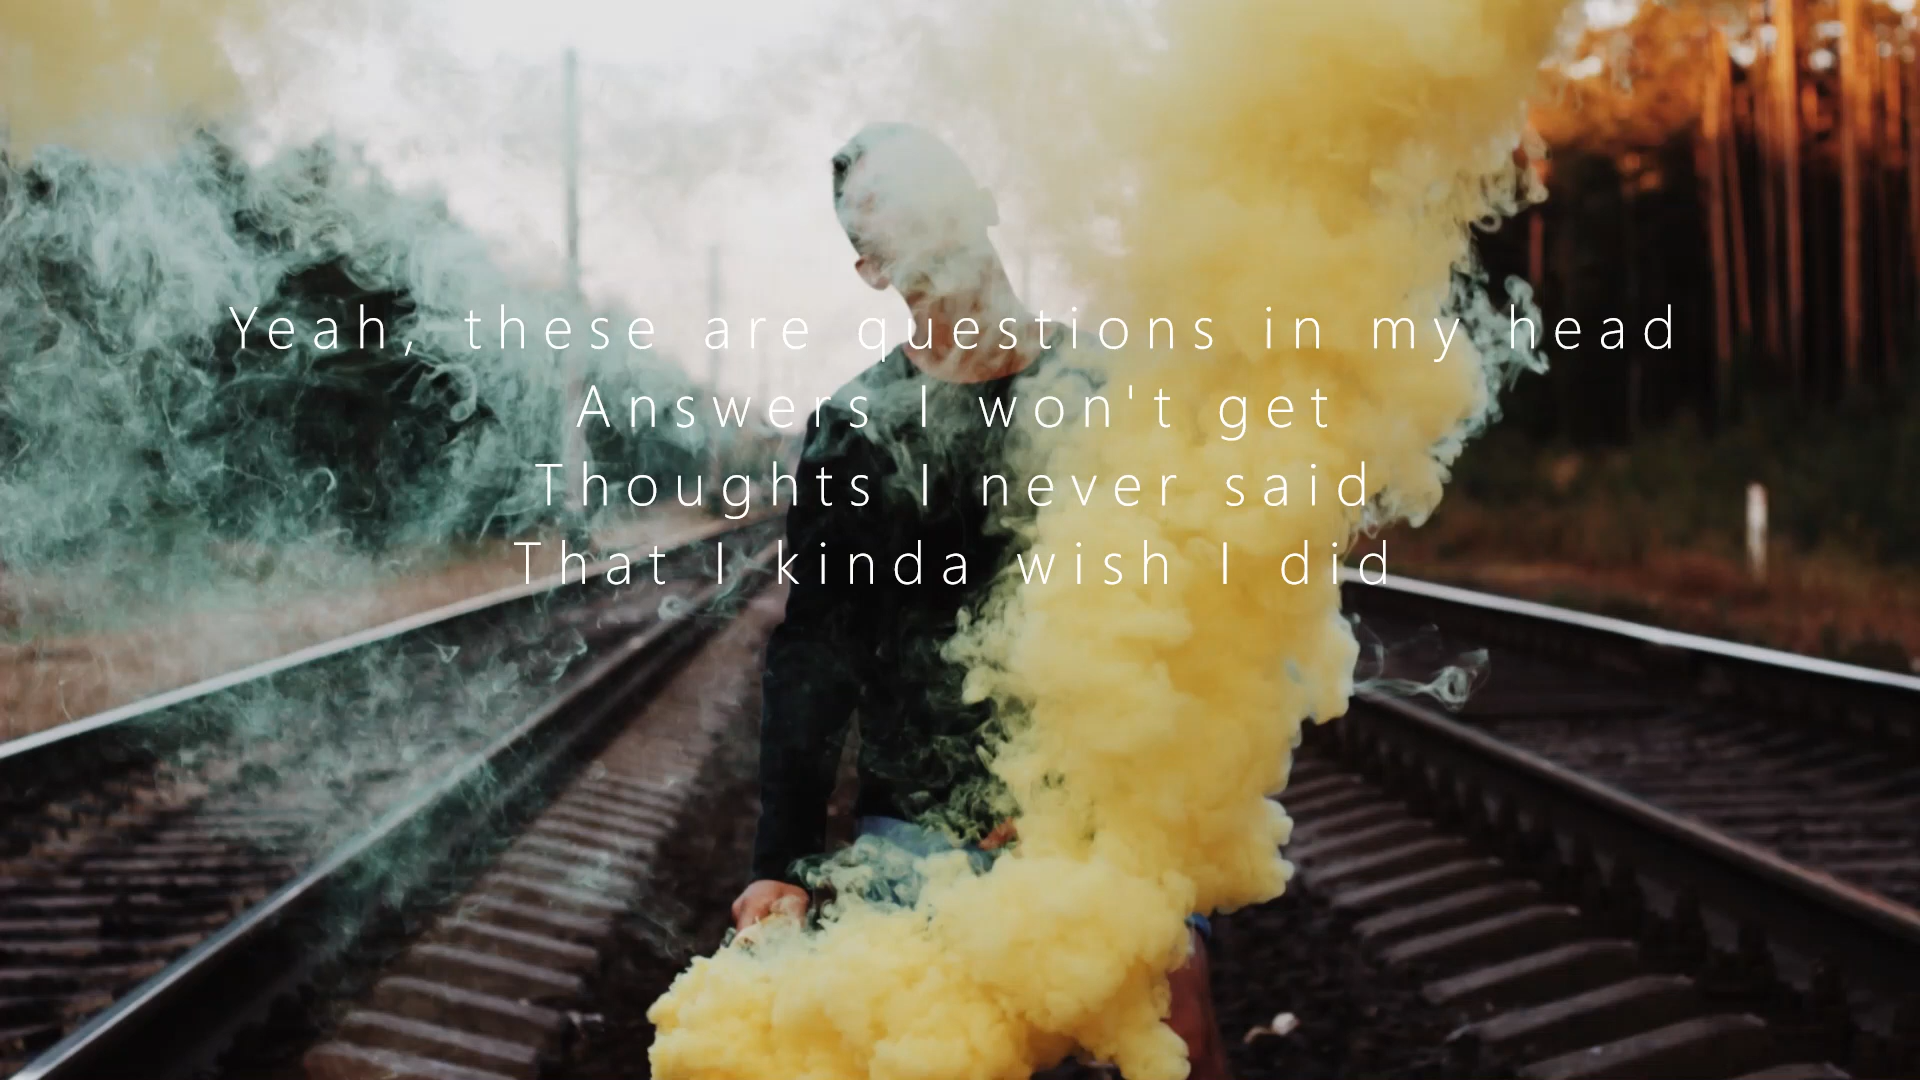 Yeah, these are questions in my head
Answers I won't get
Thoughts I never said
That I kinda wish I did